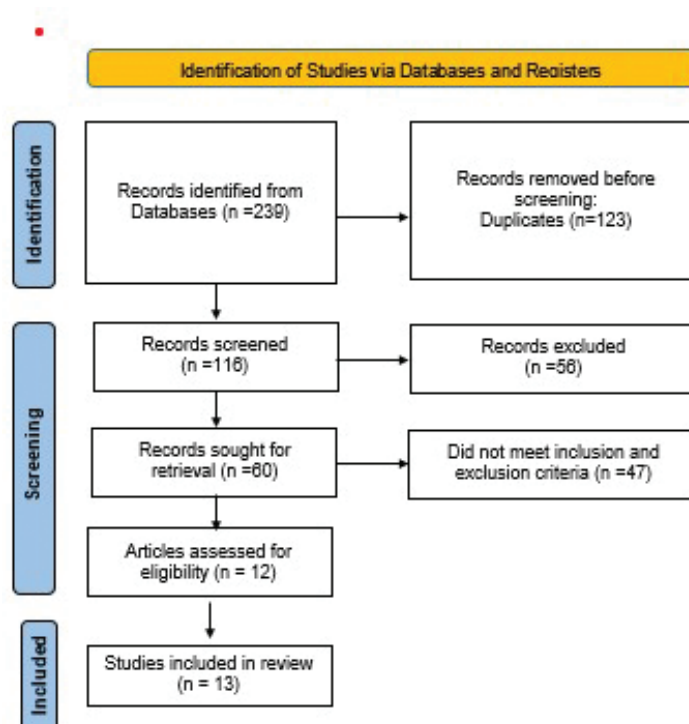 Identification of Studies via Databases and Registers
Identification
Records identified from
Databases (n =239)
Records removed before
screening:
Duplicates (n=123)
Screening
Records screened
(n =116)
Records excluded
(n =56)
Records sought for
retrieval (n =60)
Did not meet inclusion and
exclusion criteria (n =47)
Articles assessed for
eligibility (n = 12)
Included
Studies included in review
(n = 13)